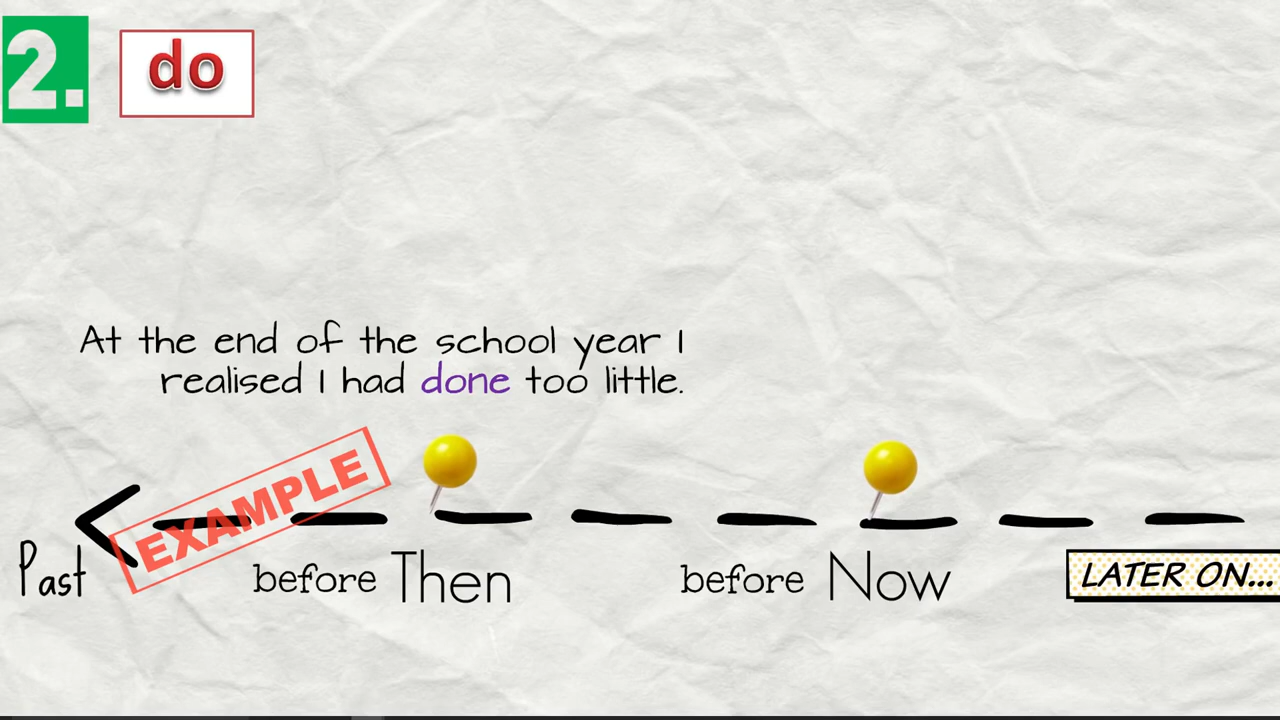 2.
do
At the end of the school year I
realised I had done too little.
EXAMPLE
Past
before Then
before Now
LATER ON...